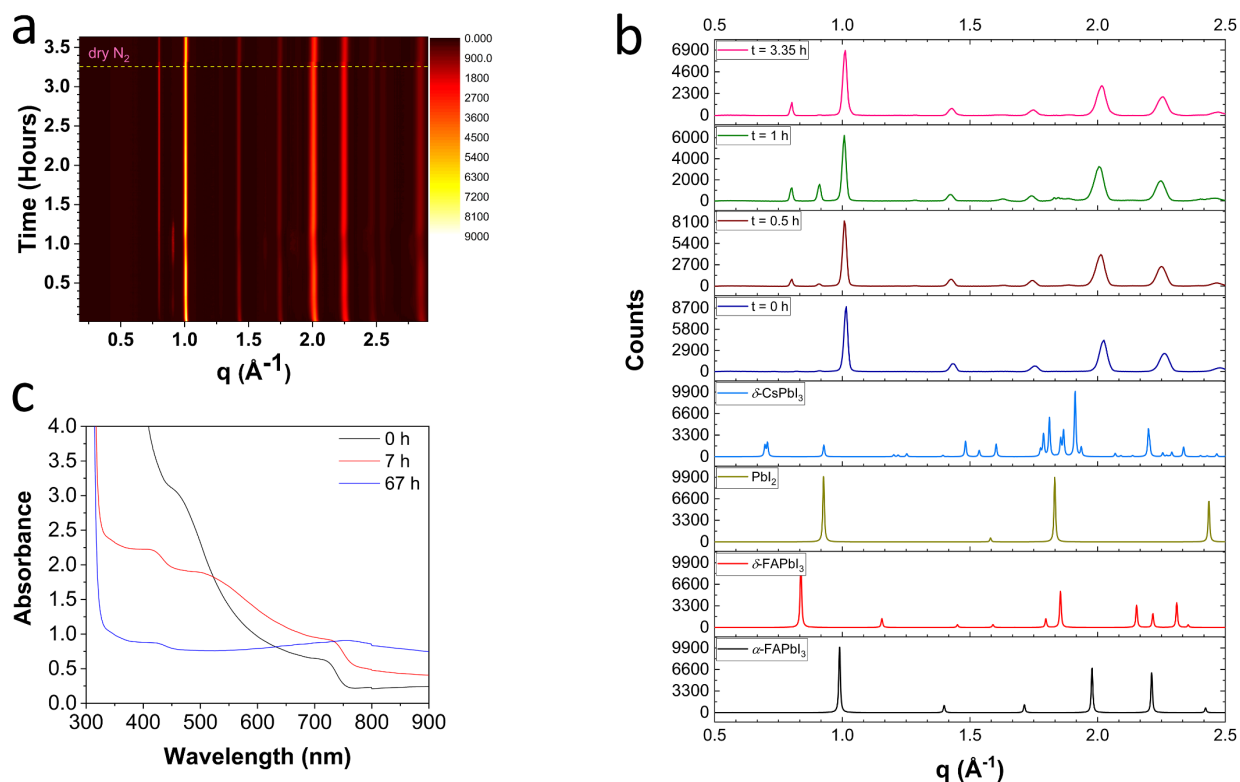 a
dry N2
Time (Hours)
3.5
3.0
2.5
2.0
1.5
1.0
0.5
0.5 1.0 1.5 2.0 2.5
q (Å-1)
0.000
900.0
1800
2700
3600
4500
5400
6300
7200
8100
9000
b
0.5 1.0 1.5 2.0 2.5
Counts
6900
4600
2300
0
t = 3.35 h
6000
4000
2000
0
t = 1 h
8100
5400
2700
0
t = 0.5 h
8700
5800
2900
0
t = 0 h
9900
6600
3300
0
δ-CsPbI3
9900
6600
3300
0
PbI2
9900
6600
3300
0
δ-FAPbI3
9900
6600
3300
0
α-FAPbI3
0.5 1.0 1.5 2.0 2.5
q (Å-1)
c
Absorbance
4.0
3.5
3.0
2.5
2.0
1.5
1.0
0.5
0.0
0 h
7 h
67 h
300 400 500 600 700 800 900
Wavelength (nm)